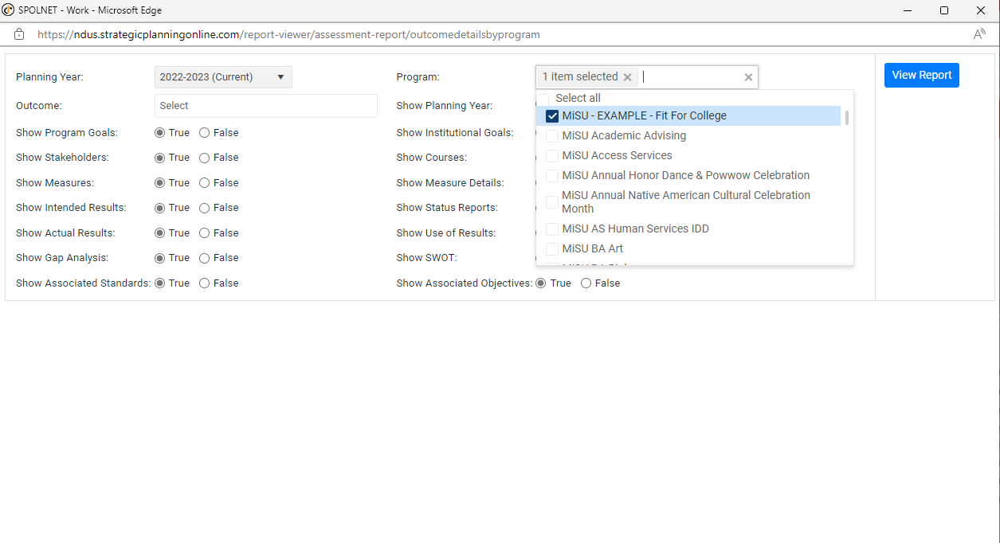 SPOLNET - Work - Microsoft Edge
https://ndus.strategicplanningonline.com/report-viewer/assessment-report/outcomedetailsbyprogram
Planning Year: 2022-2023 (Current) Program: 1 item selected View Report
Select all
Outcome: Select Show Planning Year:
MiSU - EXAMPLE - Fit For College
Show Program Goals: True False Show Institutional Goals:
MiSU Academic Advising
Show Stakeholders: True False Show Courses:
MiSU Access Services
Show Measures: True False Show Measure Details:
MiSU Annual Honor Dance & Powwow Celebration
MiSU Annual Native American Cultural Celebration
Month
Show Intended Results: True False Show Status Reports:
Show Actual Results: True False Show Use of Results:
MiSU AS Human Services IDD
MiSU BA Art
Show Gap Analysis: True False Show SWOT:
Show Associated Standards: True False Show Associated Objectives: True False